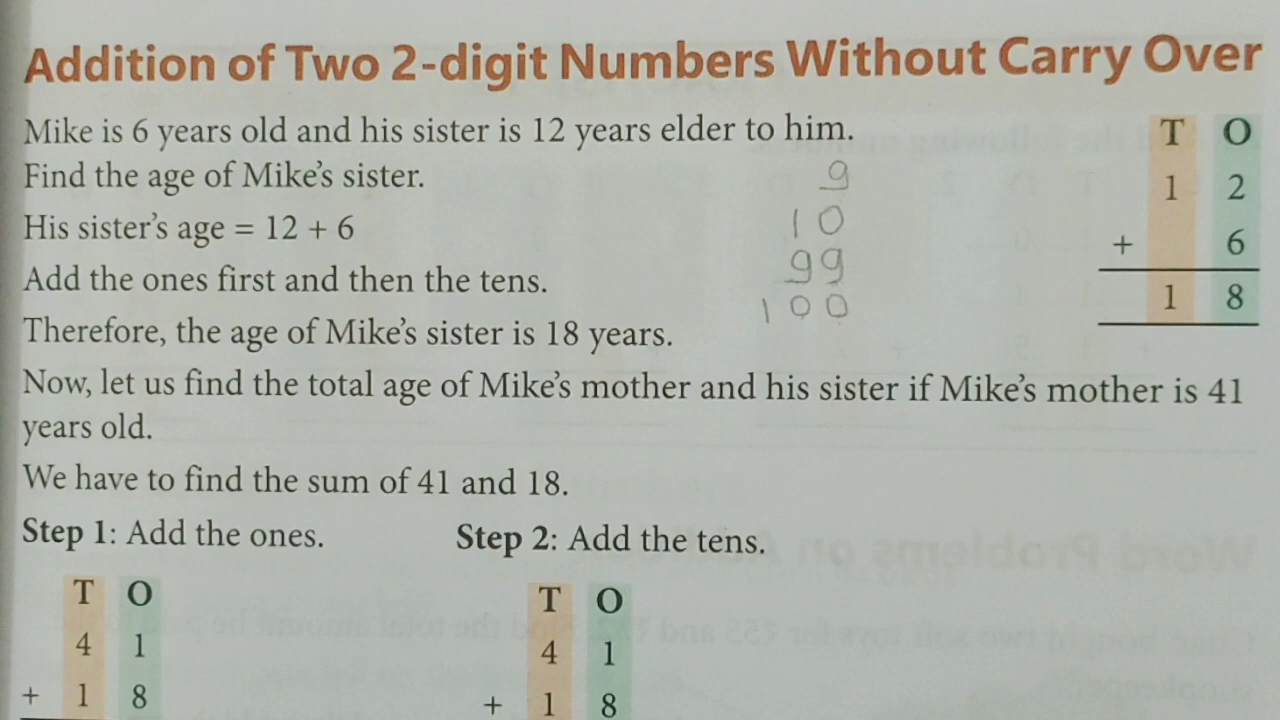 Addition of Two 2-digit Numbers Without Carry Over
Mike is 6 years old and his sister is 12 years elder to him.
Find the age of Mike's sister.
His sister's age = 12 + 6
Add the ones first and then the tens.
Therefore, the age of Mike's sister is 18 years.
9
10
99
100
T O
1 2
+ 6
1 8
Now, let us find the total age of Mike's mother and his sister if Mike's mother is 41
years old.
We have to find the sum of 41 and 18.
Step 1: Add the ones.
T O
4 1
+ 1 8
Step 2: Add the tens.
T O
4 1
+ 1 8